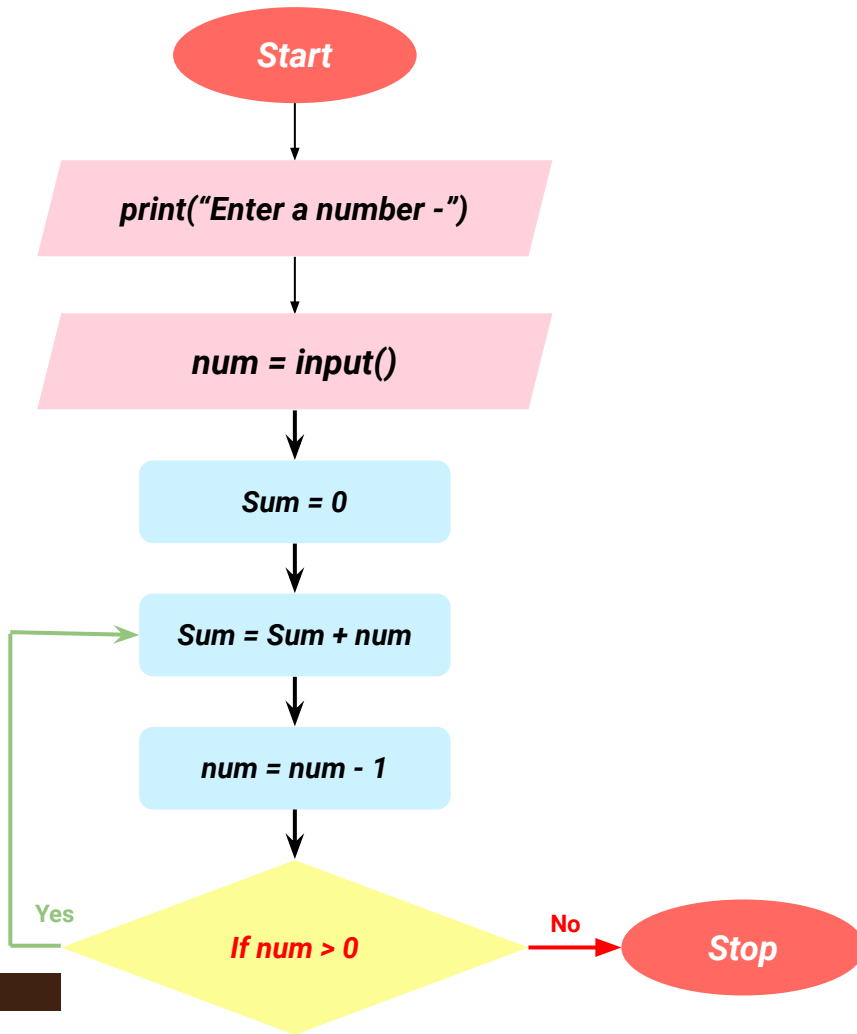 Start
print(“Enter a number -”)
num = input()
Sum = 0
Sum = Sum + num
num = num - 1
If num > 0
Yes
No
Stop